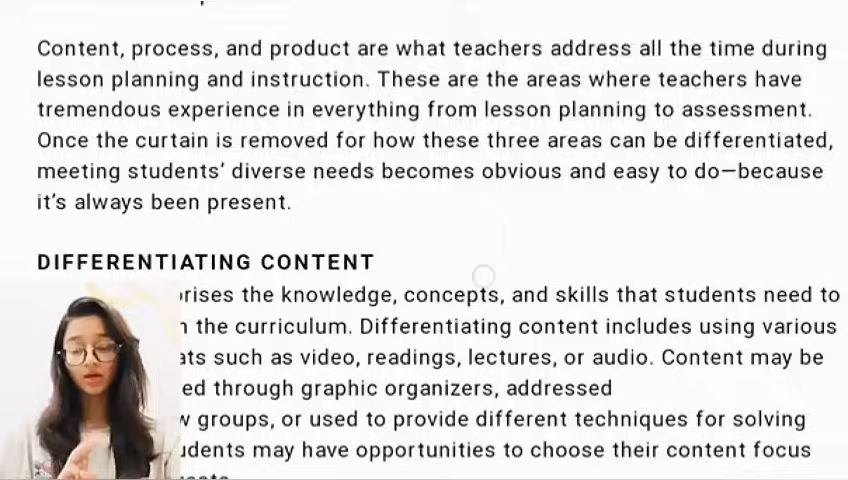 Content, process, and product are what teachers address all the time during
lesson planning and instruction. These are the areas where teachers have
tremendous experience in everything from lesson planning to assessment.
Once the curtain is removed for how these three areas can be differentiated,
meeting students’ diverse needs becomes obvious and easy to do—because
it’s always been present.
DIFFERENTIATING CONTENT
the knowledge, concepts, and skills that students need to
the curriculum. Differentiating content includes using various
such as video, readings, lectures, or audio. Content may be
through graphic organizers, addressed
groups, or used to provide different techniques for solving
may have opportunities to choose their content focus